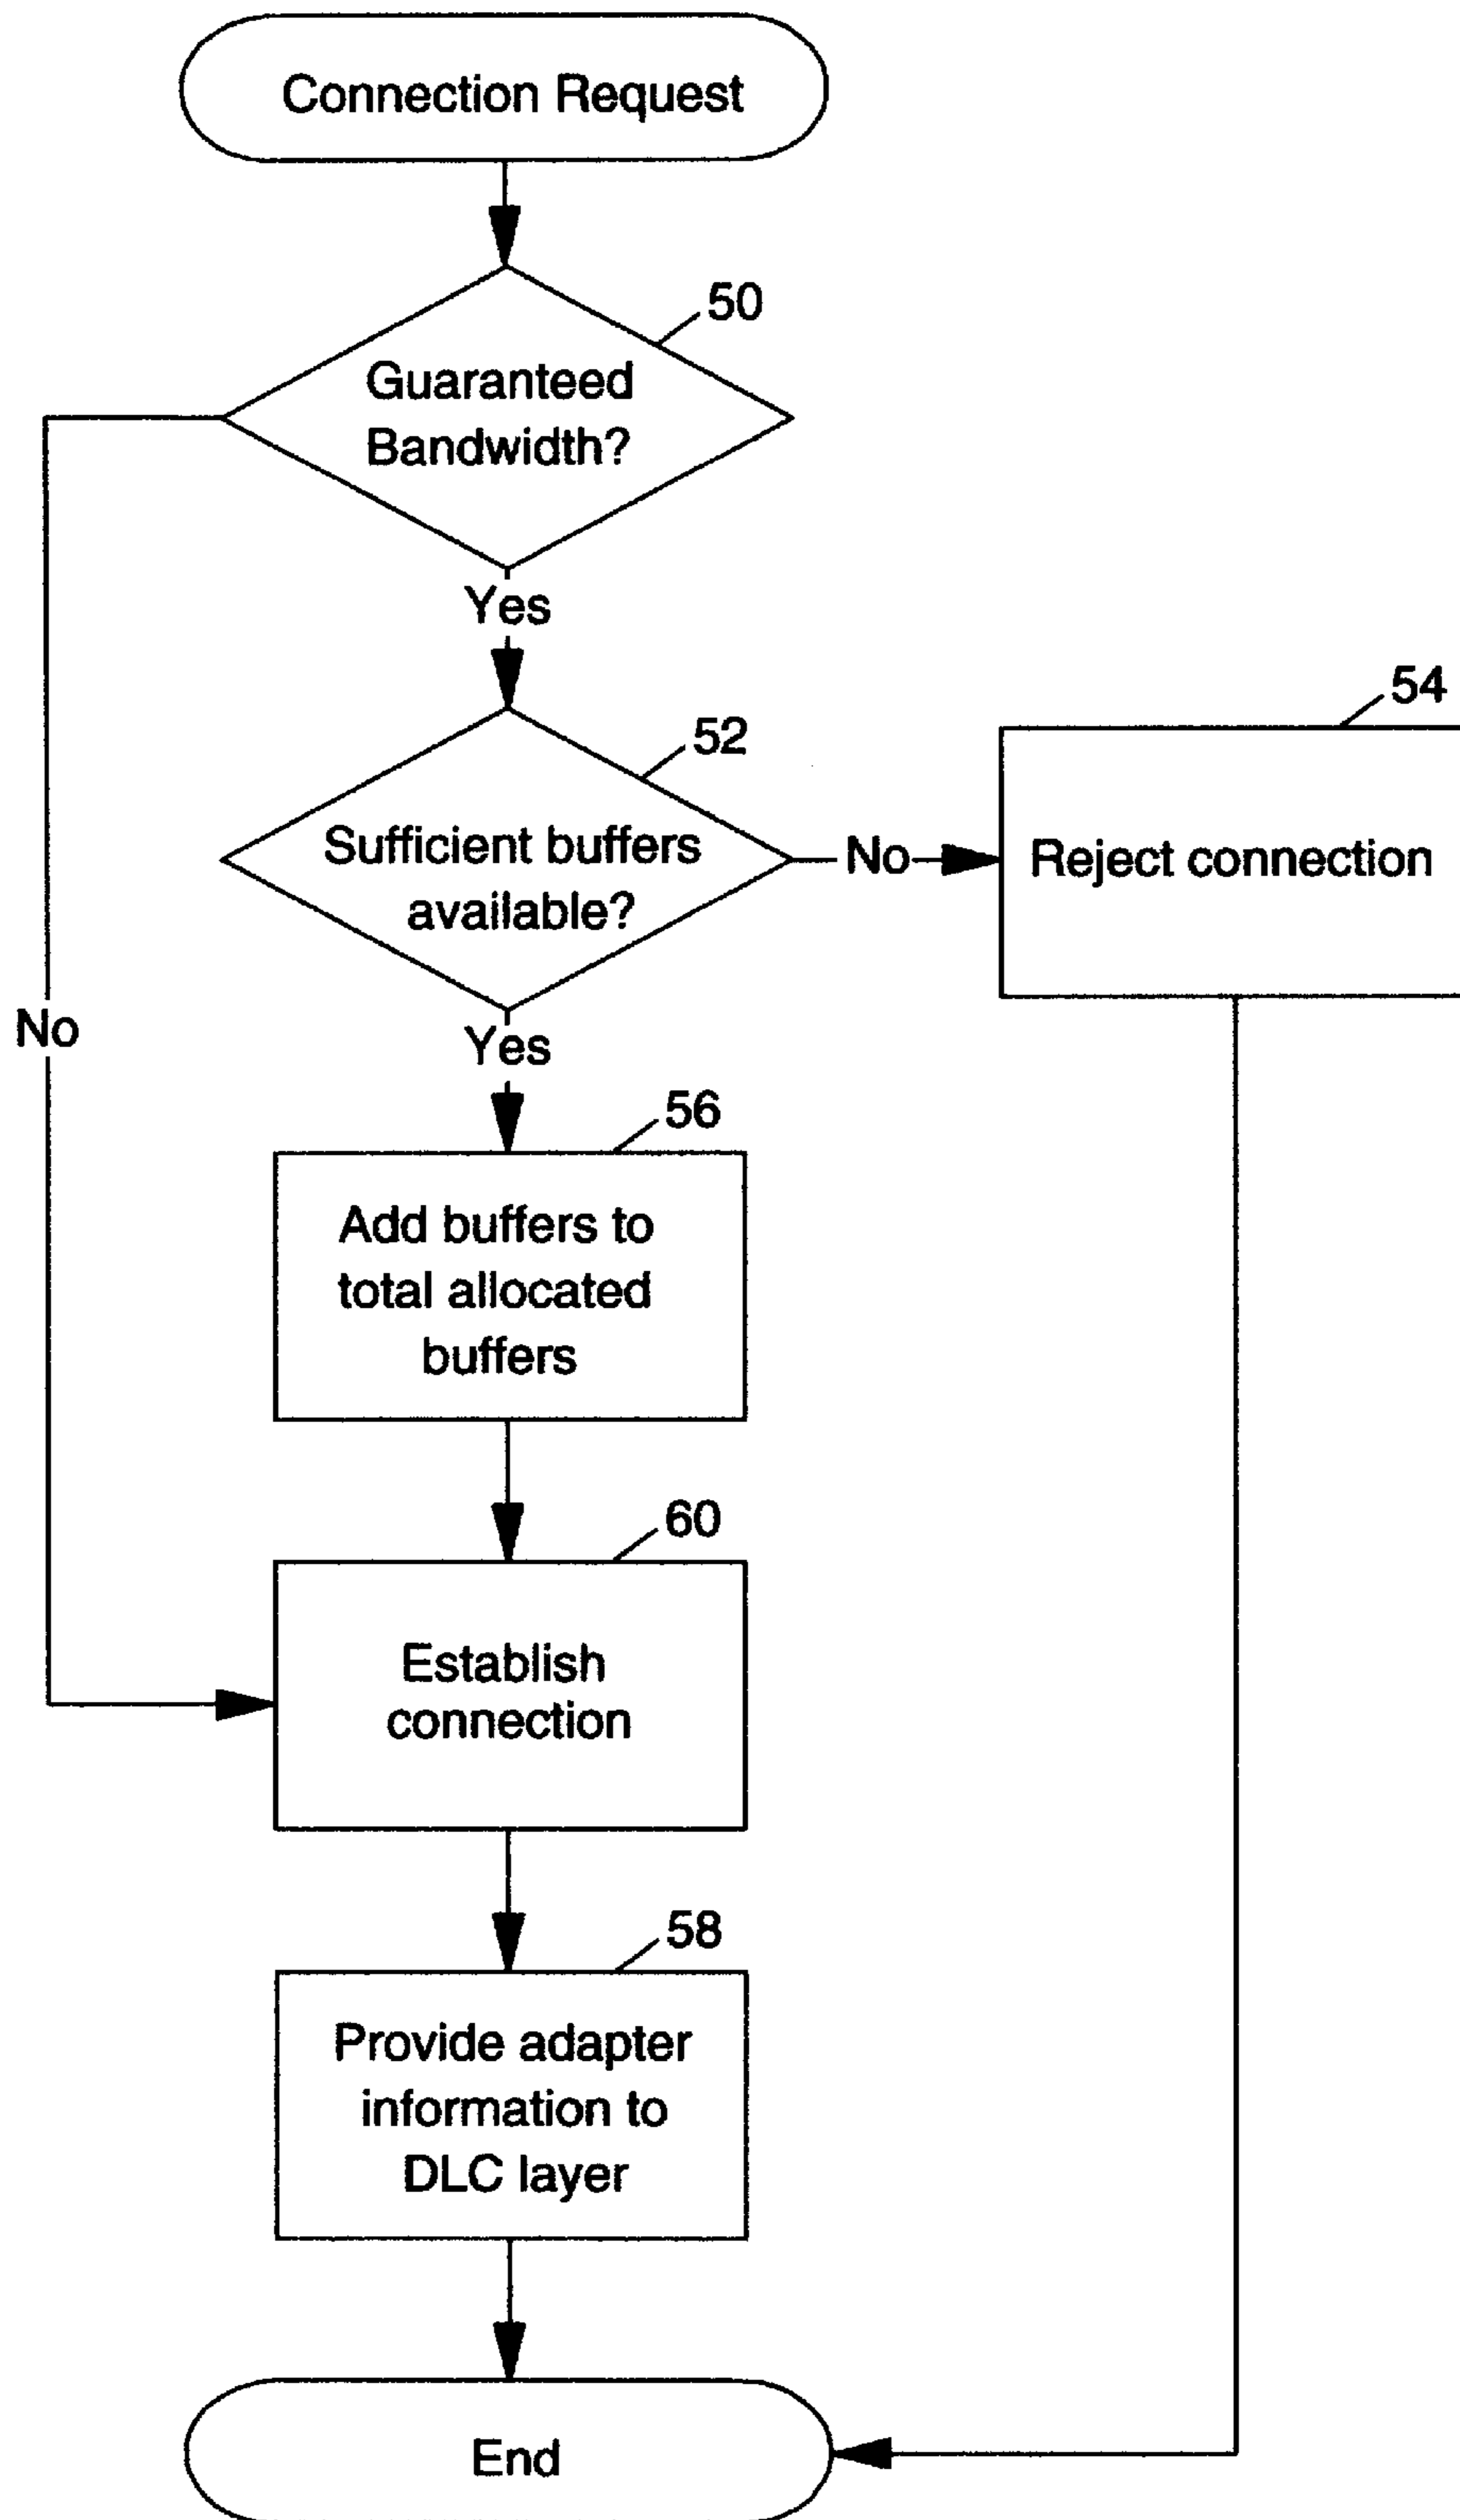 Connection Request
50
Guaranteed
Bandwidth?
Yes
52
Sufficient buffers
available?
No
54
Reject connection
No
Yes
56
Add buffers to
total allocated
buffers
60
Establish
connection
58
Provide adapter
information to
DLC layer
End